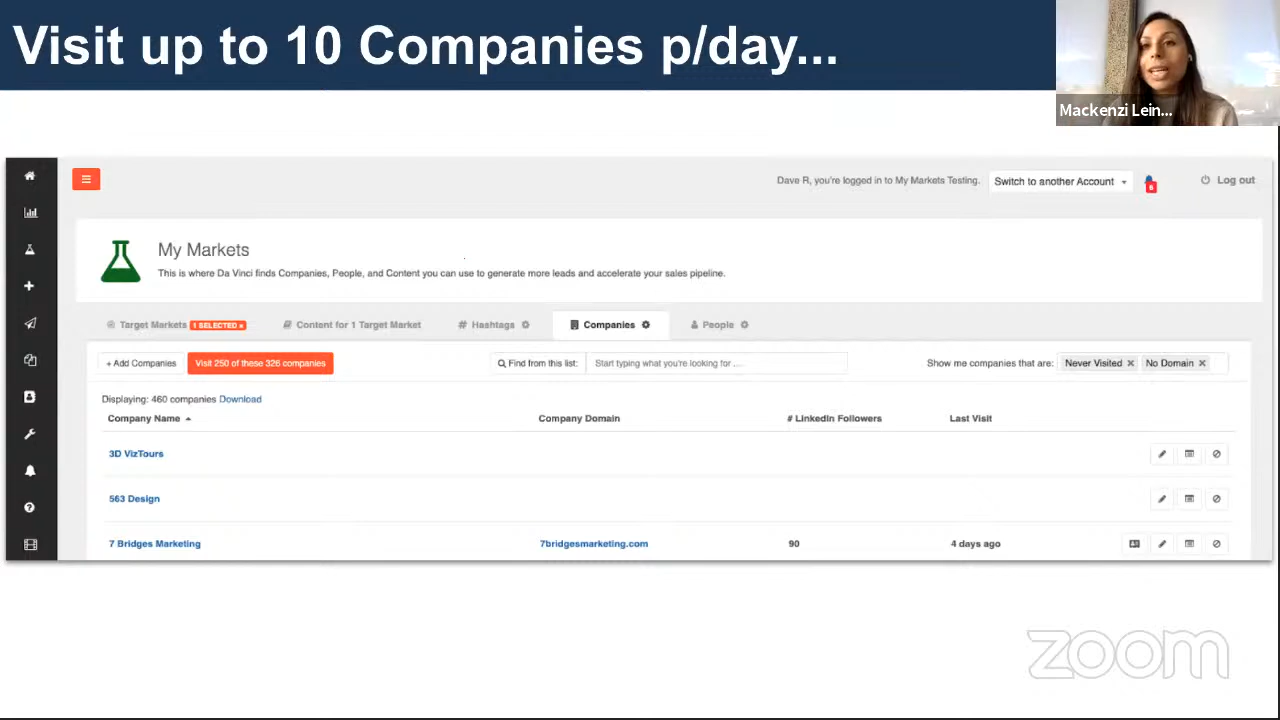 Visit up to 10 Companies p/day...
Mackenzi Lein...
Dave R, you're logged in to My Markets Testing.
Switch to another Account
6
Log out
My Markets
This is where Da Vinci finds Companies, People, and Content you can use to generate more leads and accelerate your sales pipeline.
Target Markets 1 SELECTED x
Content for 1 Target Market
# Hashtags
Companies
People
+ Add Companies
Visit 250 of these 326 companies
Find from this list:
Start typing what you're looking for ....
Show me companies that are:
Never Visited ×
No Domain ×
Displaying: 460 companies Download
Company Name
Company Domain
# LinkedIn Followers
Last Visit
3D VizTours
563 Design
7 Bridges Marketing
7bridgesmarketing.com
90
4 days ago
zoom